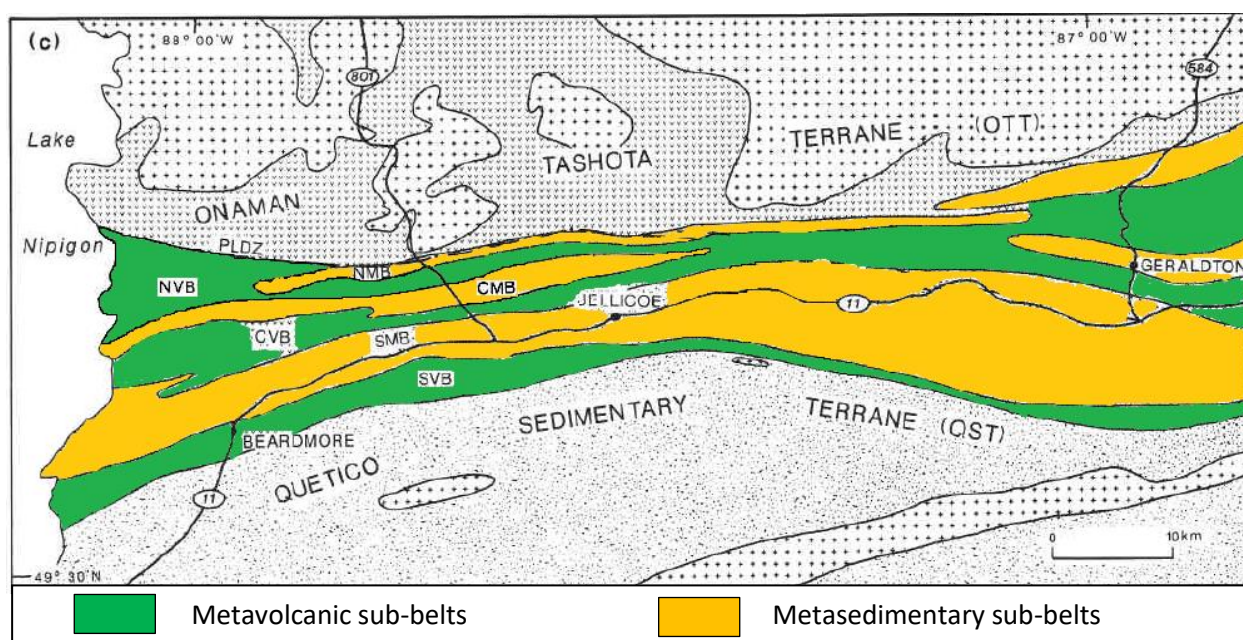 (c)
88° 00' W
87° 00' W
801
584
Lake
TERRANE (OTT)
TASHOTA
ONAMAN
Nipigon
PLDZ
NMB
GERALDTON
NVB
CMB
JELLICOE
11
CVB
SMB
SVB
SEDIMENTARY
TERRANE (QST)
BEARDMORE
QUETICO
11
0 10km
49° 30' N
Metavolcanic sub-belts
Metasedimentary sub-belts